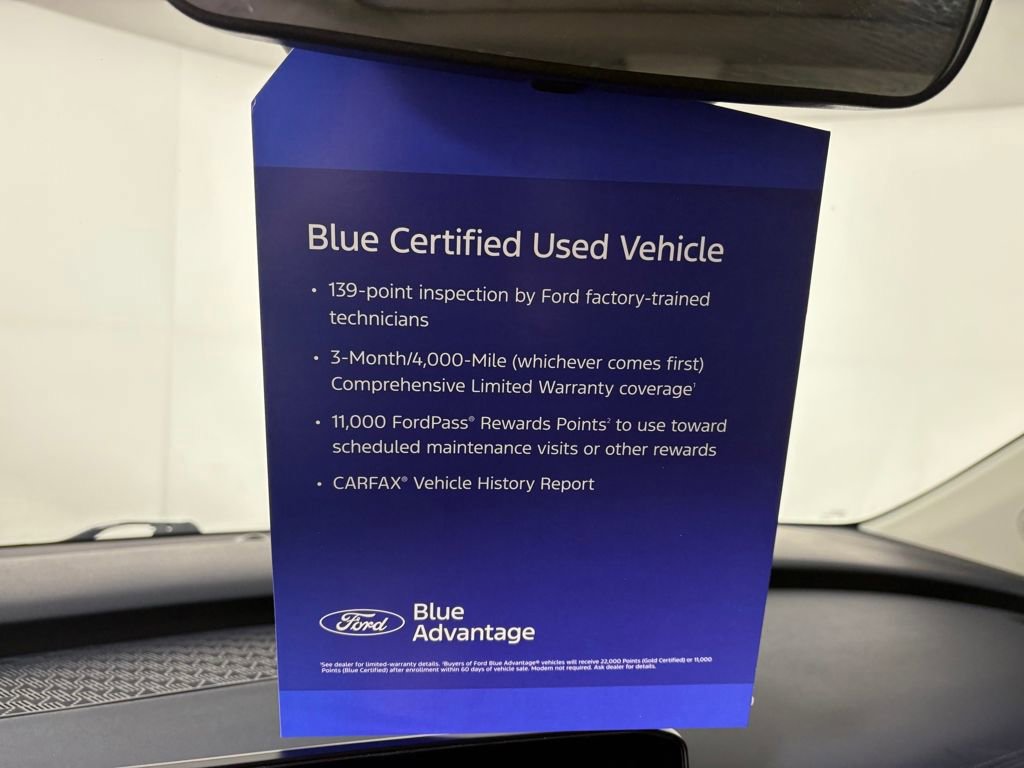 Blue Certified Used Vehicle
• 139-point inspection by Ford factory-trained
technicians
• 3-Month/4,000-Mile (whichever comes first)
Comprehensive Limited Warranty coverage¹
• 11,000 FordPass® Rewards Points² to use toward
scheduled maintenance visits or other rewards
• CARFAX® Vehicle History Report
Ford
Blue
Advantage
¹See dealer for limited-warranty details. ²Buyers of Ford Blue Advantage® vehicles will receive 22,000 Points (Gold Certified) or 11,000
Points (Blue Certified) after enrollment within 60 days of vehicle sale. Modem not required. Ask dealer for details.